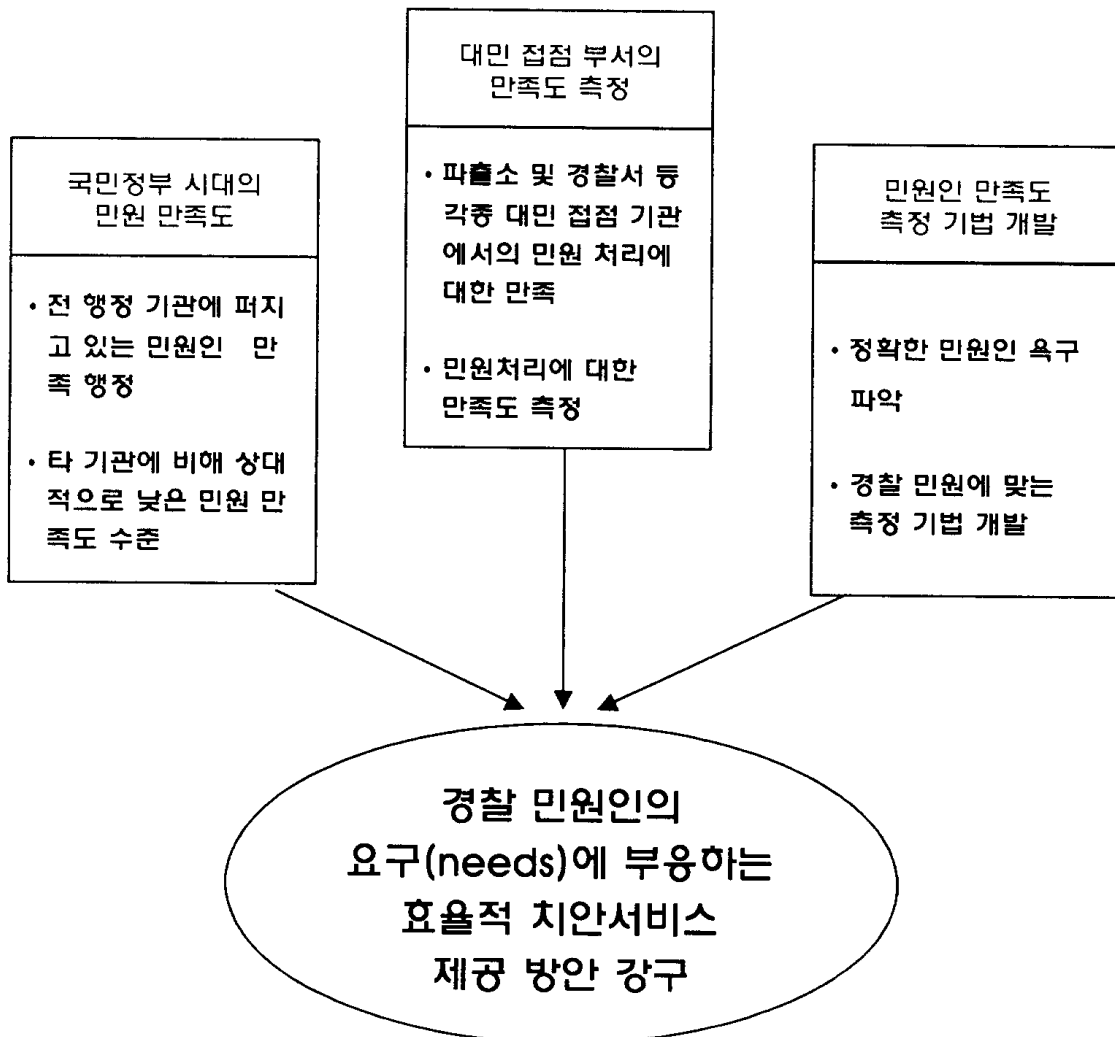 국민정부 시대의
민원 만족도
• 전 행정 기관에 퍼지
고 있는 민원인 만
족 행정
• 타 기관에 비해 상대
적으로 낮은 민원 만
족도 수준
대민 접점 부서의
만족도 측정
• 파출소 및 경찰서 등
각종 대민 접점 기관
에서의 민원 처리에
대한 만족
• 민원처리에 대한
만족도 측정
민원인 만족도
측정 기법 개발
• 정확한 민원인 욕구
파악
• 경찰 민원에 맞는
측정 기법 개발
경찰 민원인의
요구(needs)에 부응하는
효율적 치안서비스
제공 방안 강구